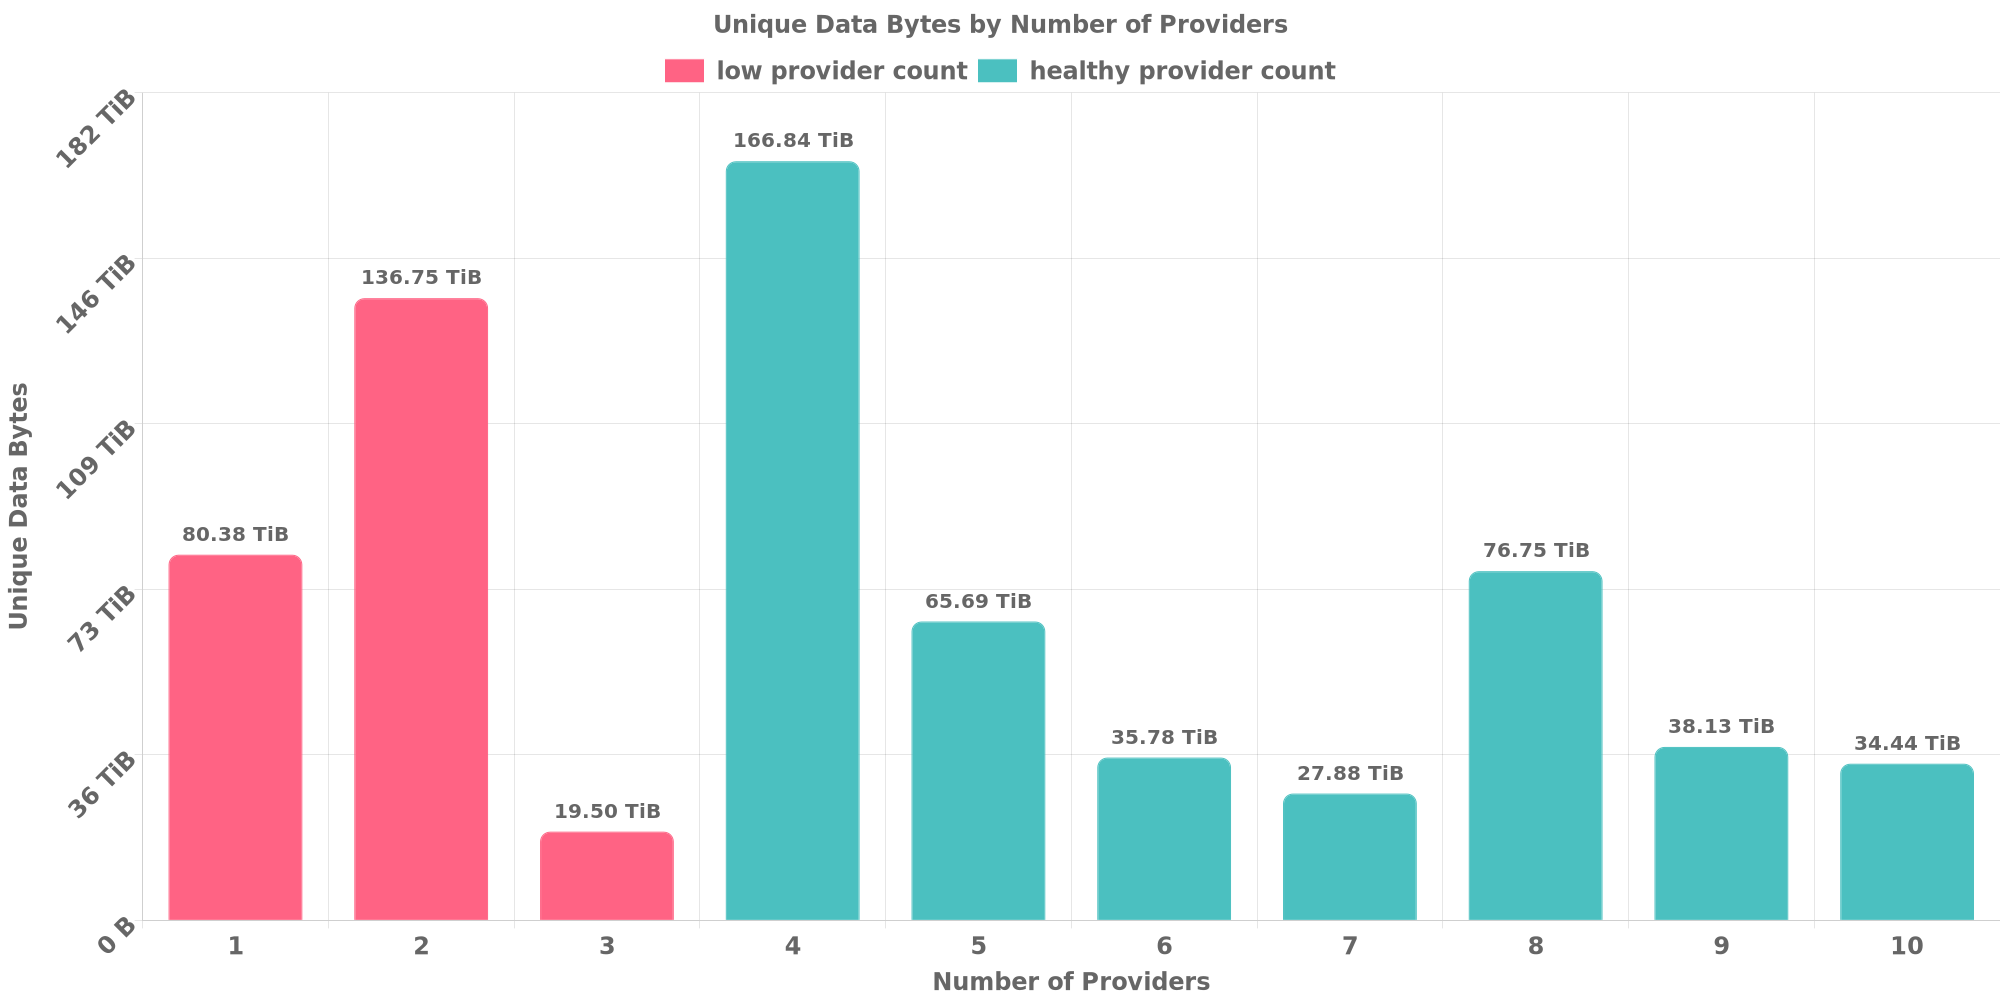 Unique Data Bytes by Number of Providers
low provider count healthy provider count
182 TiB
146 TiB
109 TiB
73 TiB
36 TiB
0 B
Unique Data Bytes
80.38 TiB
136.75 TiB
19.50 TiB
166.84 TiB
65.69 TiB
35.78 TiB
27.88 TiB
76.75 TiB
38.13 TiB
34.44 TiB
1 2 3 4 5 6 7 8 9 10
Number of Providers